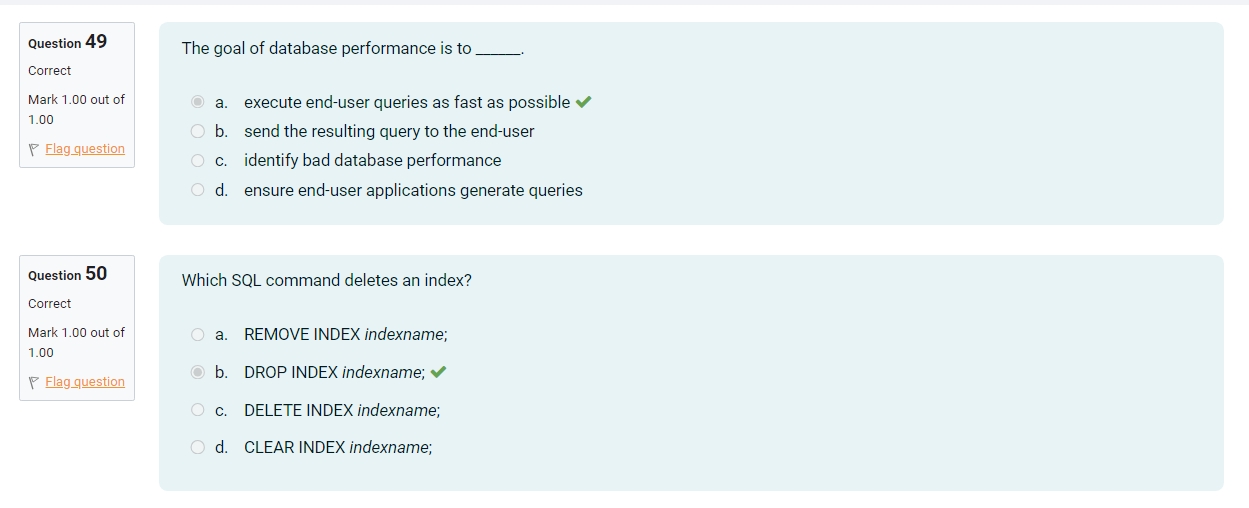 Question 49
Correct
Mark 1.00 out of
1.00
Flag question
The goal of database performance is to ______.
a. execute end-user queries as fast as possible
b. send the resulting query to the end-user
c. identify bad database performance
d. ensure end-user applications generate queries
Question 50
Correct
Mark 1.00 out of
1.00
Flag question
Which SQL command deletes an index?
a. REMOVE INDEX indexname;
b. DROP INDEX indexname;
c. DELETE INDEX indexname;
d. CLEAR INDEX indexname;